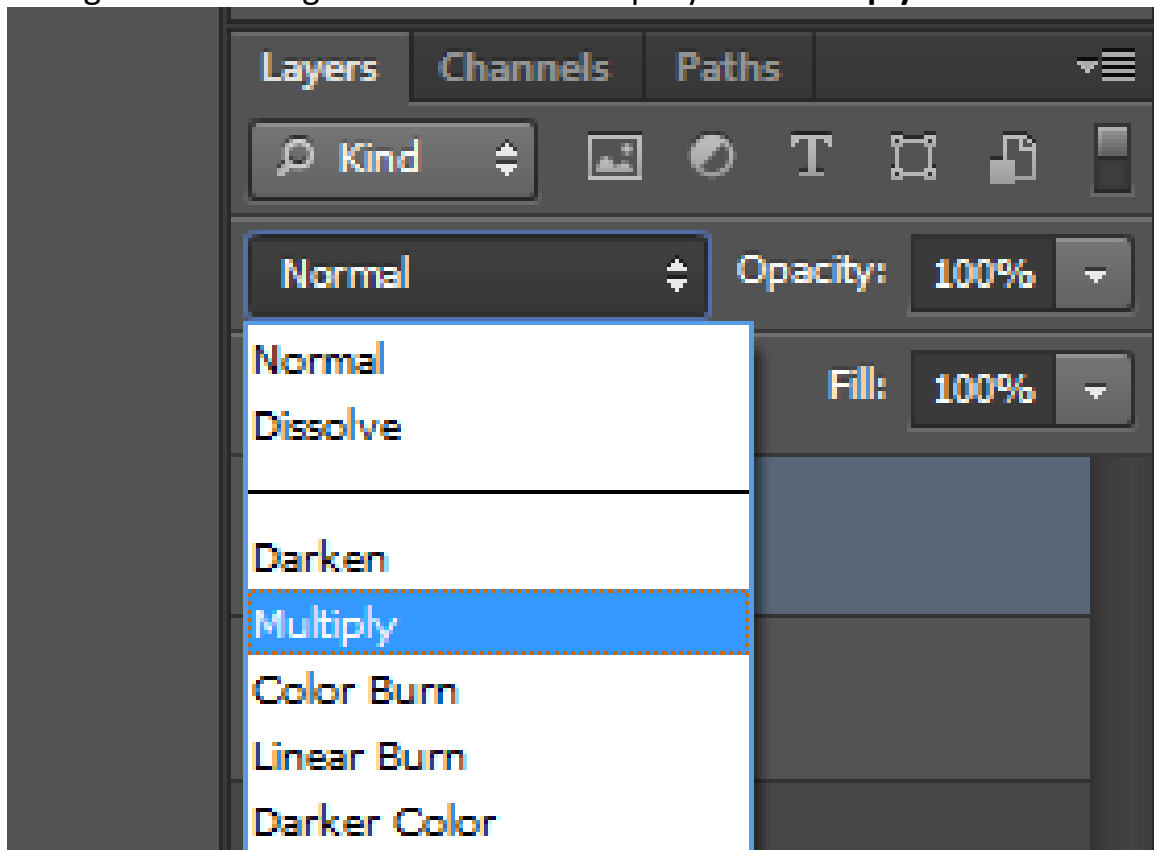 Layers Channels Paths
Kind T
Normal Opacity: 100%
Normal
Fill: 100%
Dissolve
Darken
Multiply
Color Burn
Linear Burn
Darker Color